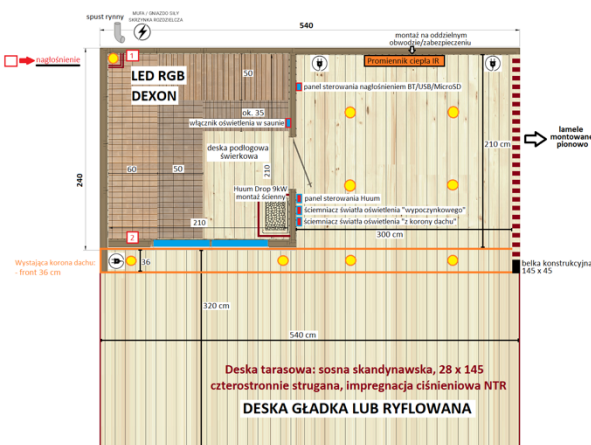 spust rynny
MUFA / GNIAZDO SIŁY
SKRZYNKA ROZDZIELCZA
540
montaż na oddzielnym
obwodzie/zabezpieczeniu
nagłośnienie
1
Promiennik ciepła IR
LED RGB
DEXON
50
panel sterowania nagłośnieniem BT/USB/MicroSD
ok. 35
włącznik oświetlenia w saunie
lamele
montowane
pionowo
210 cm
deska podłogowa
świerkowa
240
60
50
210
Huum Drop 9kW
montaż ścienny
panel sterowania Huum
ściemniacz światła oświetlenia "wypoczynkowego"
210
ściemniacz światła oświetlenia "z korony dachu"
300 cm
2
Wystająca korona dachu:
- front 36 cm
36
belka konstrukcyjna
145 x 45
320 cm
540 cm
Deska tarasowa: sosna skandynawska, 28 x 145
czterostronnie strugana, impregnacja ciśnieniowa NTR
DESKA GŁADKA LUB RYFLOWANA